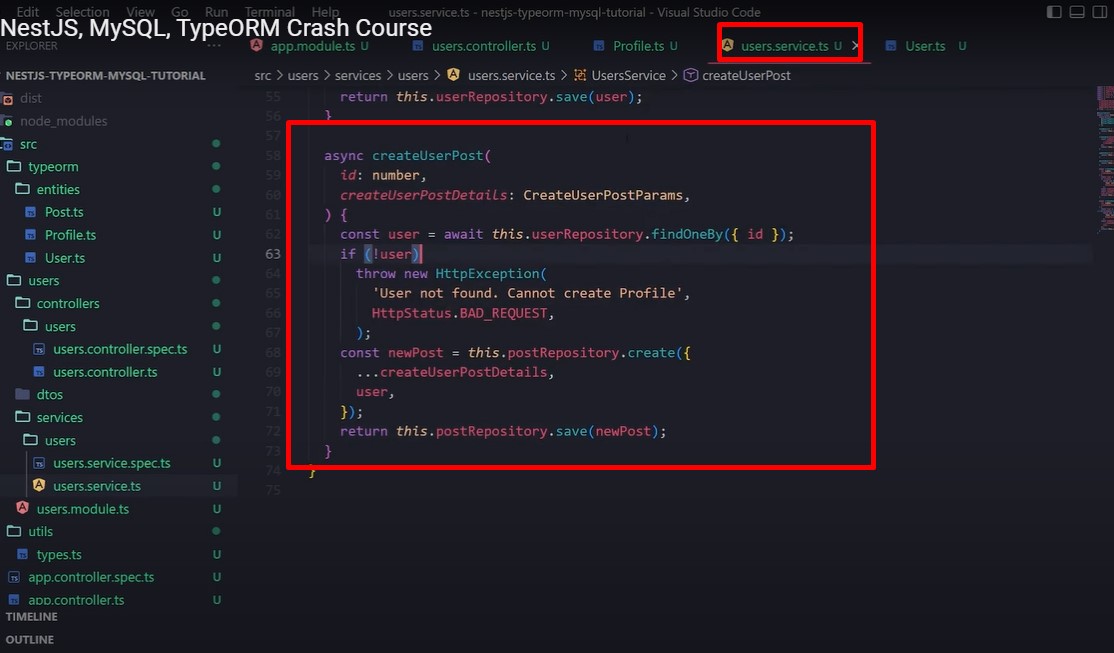 Edit Selection View Go Run Terminal Help users.service.ts - nestjs-typeorm-mysql-tutorial - Visual Studio Code
NestJS, MySQL, TypeORM Crash Course
EXPLORER ...
app.module.ts U users.controller.ts U Profile.ts U users.service.ts U × User.ts U
NESTJS-TYPEORM-MYSQL-TUTORIAL
src > users > services > users > users.service.ts > UsersService > createUserPost
dist
node_modules
src
typeorm
entities
Post.ts U
Profile.ts U
User.ts U
users
controllers
users
users.controller.spec.ts U
users.controller.ts U
dtos
services
users
users.service.spec.ts U
users.service.ts U
users.module.ts U
utils
types.ts U
app.controller.spec.ts U
app.controller.ts U
TIMELINE
OUTLINE
55 return this.userRepository.save(user);
56 }
57
58 async createUserPost(
59 id: number,
60 createUserPostDetails: CreateUserPostParams,
61 ) {
62 const user = await this.userRepository.findOneBy({ id });
63 if (!user)
64 throw new HttpException(
65 'User not found. Cannot create Profile',
66 HttpStatus.BAD_REQUEST,
67 );
68 const newPost = this.postRepository.create({
69 ...createUserPostDetails,
70 user,
71 });
72 return this.postRepository.save(newPost);
73 }
74 }
75